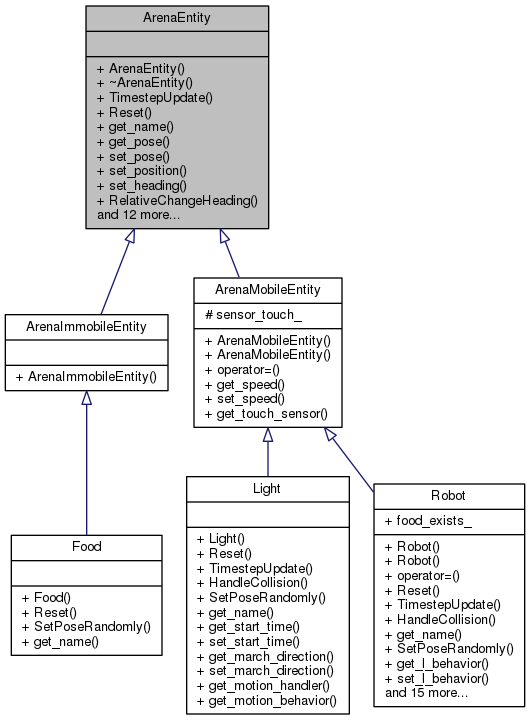 ArenaEntity
+ ArenaEntity()
+ ~ArenaEntity()
+ TimestepUpdate()
+ Reset()
+ get_name()
+ get_pose()
+ set_pose()
+ set_position()
+ set_heading()
+ RelativeChangeHeading()
and 12 more...
ArenaImmobileEntity
+ ArenaImmobileEntity()
ArenaMobileEntity
# sensor_touch_
+ ArenaMobileEntity()
+ ArenaMobileEntity()
+ operator=()
+ get_speed()
+ set_speed()
+ get_touch_sensor()
Food
+ Food()
+ Reset()
+ SetPoseRandomly()
+ get_name()
Light
+ Light()
+ Reset()
+ TimestepUpdate()
+ HandleCollision()
+ SetPoseRandomly()
+ get_name()
+ get_start_time()
+ set_start_time()
+ get_march_direction()
+ set_march_direction()
+ get_motion_handler()
+ get_motion_behavior()
Robot
+ food_exists_
+ Robot()
+ Robot()
+ operator=()
+ Reset()
+ TimestepUpdate()
+ HandleCollision()
+ get_name()
+ SetPoseRandomly()
+ get_l_behavior()
+ set_l_behavior()
and 15 more...